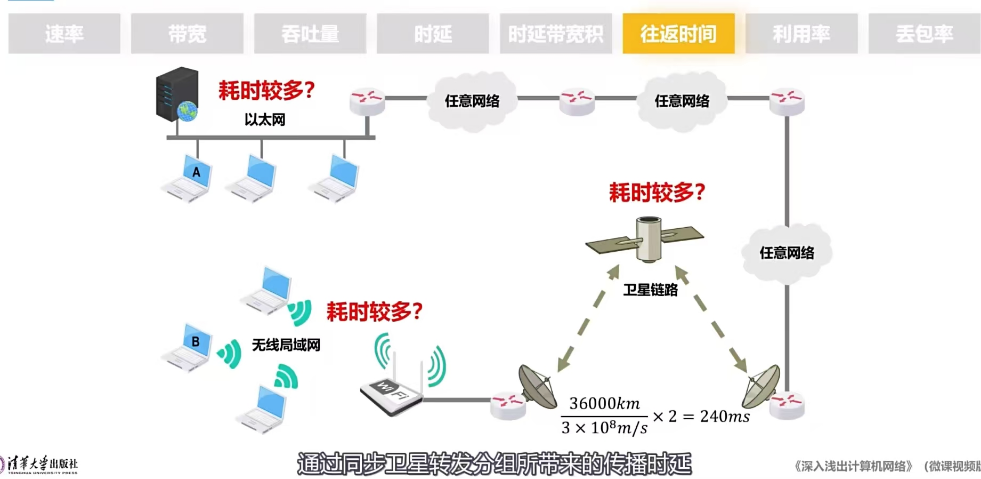 速率
带宽
吞吐量
时延
时延带宽积
往返时间
利用率
丢包率
耗时较多?
以太网
任意网络
任意网络
A
耗时较多?
任意网络
卫星链路
耗时较多?
B
无线局域网
WiFi
36000km
3 × 10⁸m/s
× 2 = 240ms
通过同步卫星转发分组所带来的传播时延
清华大学出版社
TSINGHUA UNIVERSITY PRESS
《深入浅出计算机网络》(微课视频版